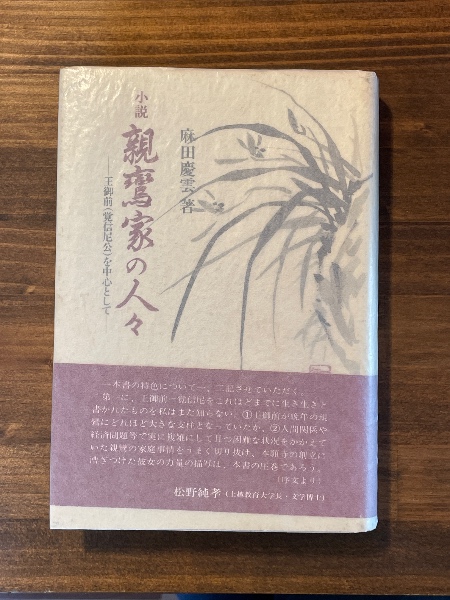 小説
親鸞家の人々
――王御前(覚信尼公)を中心として
麻田慶雲 著
―本書の特色について一、二記させていただく。
第一に、王御前=覚信尼をこれほどまでに生き生きと
書かれたものを私はまだ知らない。①王御前が晩年の親
鸞にどれほど大きな支柱となっていたか、②人間関係や
経済問題等で実に複雑にして且つ困難な状況をかかえて
いた親鸞の家庭事情をうまく切り抜け、本願寺の創立に
漕ぎつけた彼女の力量の描写は、本書の圧巻であろう。
(序文より)
松野純孝(上越教育大学長・文学博士)